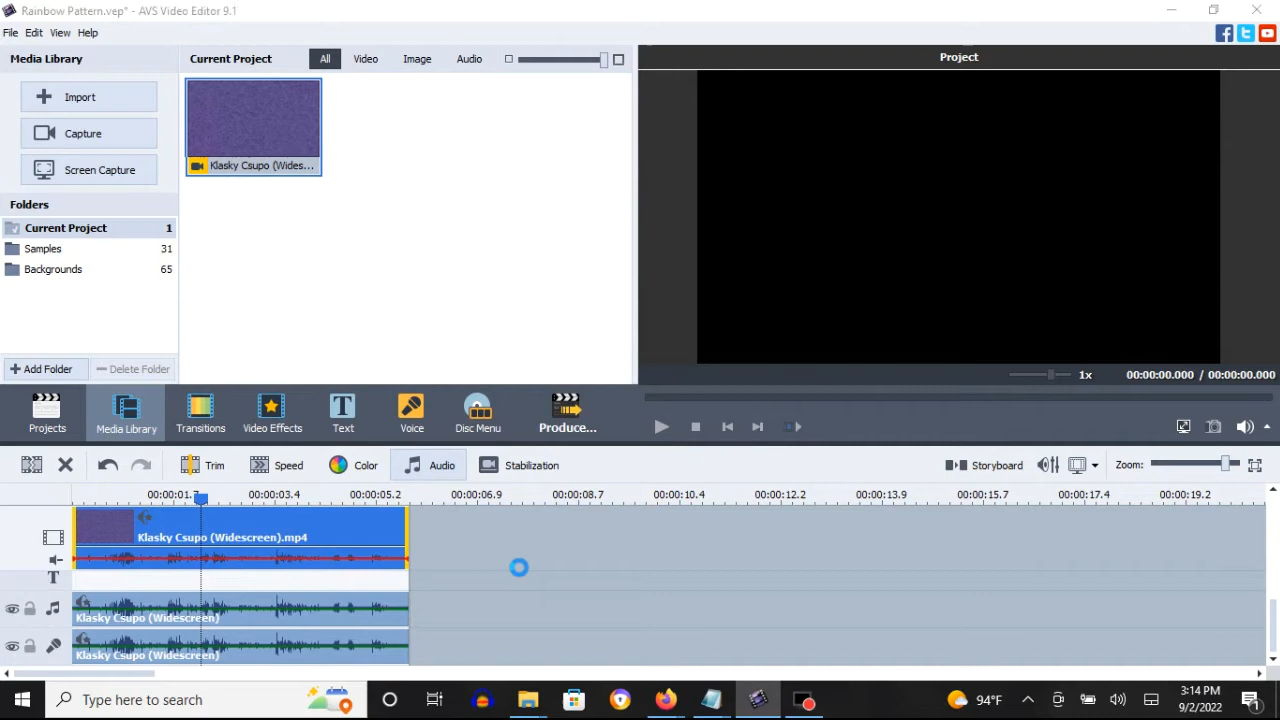 Rainbow Pattern.vep* - AVS Video Editor 9.1
File Edit View Help
Media Library
Current Project All Video Image Audio
Project
Import
Capture
Screen Capture
Klasky Csupo (Wides...
Folders
Current Project 1
Samples 31
Backgrounds 65
Add Folder Delete Folder
1x 00:00:00.000 / 00:00:00.000
Projects Media Library Transitions Video Effects Text Voice Disc Menu Produce...
Trim Speed Color Audio Stabilization Storyboard Zoom:
00:00:01.7 00:00:03.4 00:00:05.2 00:00:06.9 00:00:08.7 00:00:10.4 00:00:12.2 00:00:13.9 00:00:15.7 00:00:17.4 00:00:19.2
Klasky Csupo (Widescreen).mp4
Klasky Csupo (Widescreen)
Klasky Csupo (Widescreen)
Type here to search
94°F
3:14 PM
9/2/2022
1